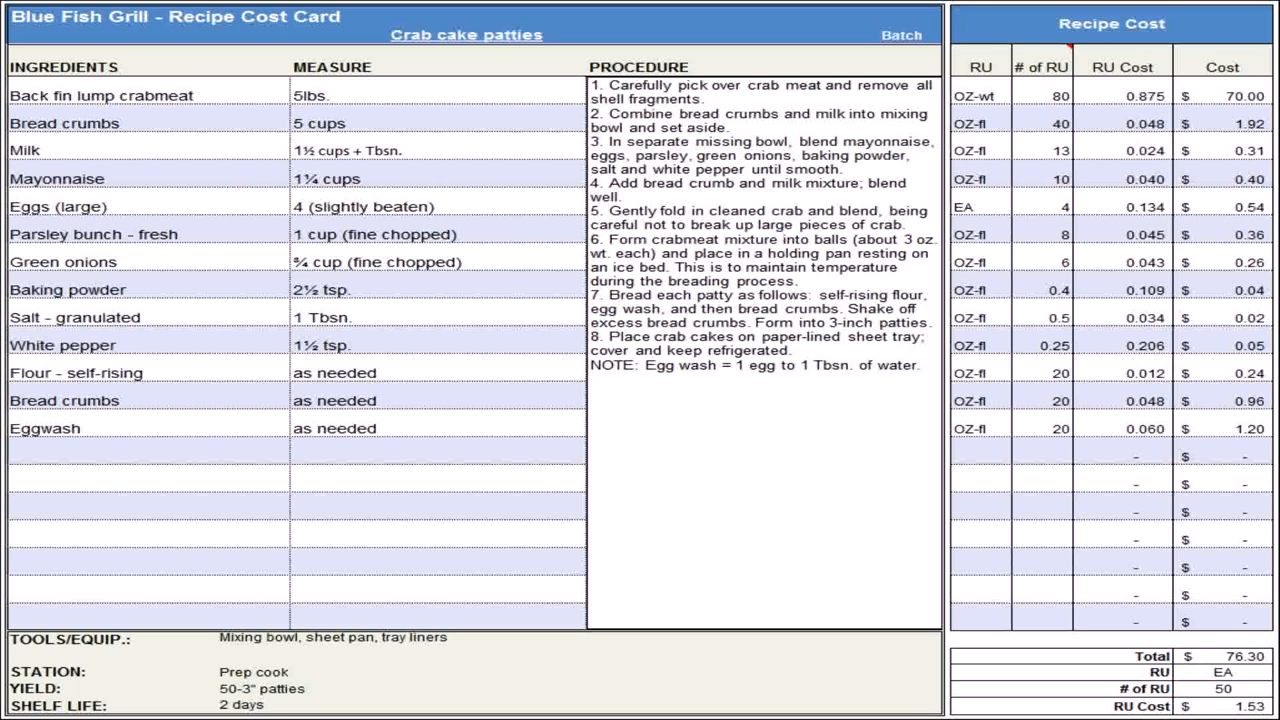 Blue Fish Grill - Recipe Cost Card
Crab cake patties Batch
Recipe Cost
INGREDIENTS MEASURE PROCEDURE
RU # of RU RU Cost Cost
Back fin lump crabmeat 5lbs. OZ-wt 80 0.875 $ 70.00
Bread crumbs 5 cups OZ-fl 40 0.048 $ 1.92
Milk 1½ cups + Tbsn. OZ-fl 13 0.024 $ 0.31
Mayonnaise 1¼ cups OZ-fl 10 0.040 $ 0.40
Eggs (large) 4 (slightly beaten) EA 4 0.134 $ 0.54
Parsley bunch - fresh 1 cup (fine chopped) OZ-fl 8 0.045 $ 0.36
Green onions ¾ cup (fine chopped) OZ-fl 6 0.043 $ 0.26
Baking powder 2½ tsp. OZ-fl 0.4 0.109 $ 0.04
Salt - granulated 1 Tbsn. OZ-fl 0.5 0.034 $ 0.02
White pepper 1½ tsp. OZ-fl 0.25 0.206 $ 0.05
Flour - self-rising as needed OZ-fl 20 0.012 $ 0.24
Bread crumbs as needed OZ-fl 20 0.048 $ 0.96
Eggwash as needed OZ-fl 20 0.060 $ 1.20
- $ -
- $ -
- $ -
- $ -
- $ -
- $ -
- $ -
1. Carefully pick over crab meat and remove all
shell fragments.
2. Combine bread crumbs and milk into mixing
bowl and set aside.
3. In separate missing bowl, blend mayonnaise,
eggs, parsley, green onions, baking powder,
salt and white pepper until smooth.
4. Add bread crumb and milk mixture; blend
well.
5. Gently fold in cleaned crab and blend, being
careful not to break up large pieces of crab.
6. Form crabmeat mixture into balls (about 3 oz.
wt. each) and place in a holding pan resting on
an ice bed. This is to maintain temperature
during the breading process.
7. Bread each patty as follows: self-rising flour,
egg wash, and then bread crumbs. Shake off
excess bread crumbs. Form into 3-inch patties.
8. Place crab cakes on paper-lined sheet tray;
cover and keep refrigerated.
NOTE: Egg wash = 1 egg to 1 Tbsn. of water.
TOOLS/EQUIP.: Mixing bowl, sheet pan, tray liners
STATION: Prep cook
YIELD: 50-3" patties
SHELF LIFE: 2 days
Total $ 76.30
RU EA
# of RU 50
RU Cost $ 1.53